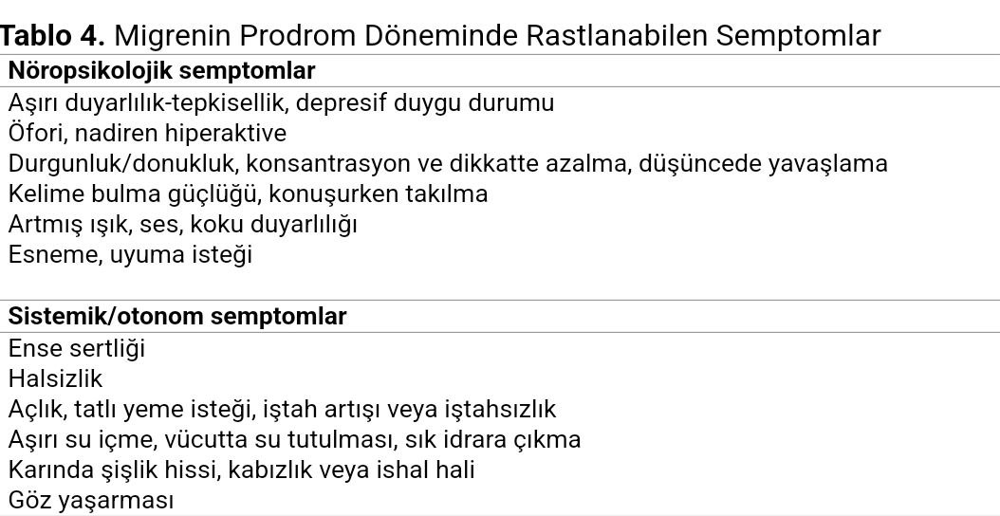 Tablo 4. Migrenin Prodrom Döneminde Rastlanabilen Semptomlar
Nöropsikolojik semptomlar
Aşırı duyarlılık-tepkisellik, depresif duygu durumu
Öfori, nadiren hiperaktive
Durgunluk/donukluk, konsantrasyon ve dikkatte azalma, düşüncede yavaşlama
Kelime bulma güçlüğü, konuşurken takılma
Artmış ışık, ses, koku duyarlılığı
Esneme, uyuma isteği
Sistemik/otonom semptomlar
Ense sertliği
Halsizlik
Açlık, tatlı yeme isteği, iştah artışı veya iştahsızlık
Aşırı su içme, vücutta su tutulması, sık idrara çıkma
Karında şişlik hissi, kabızlık veya ishal hali
Göz yaşarması